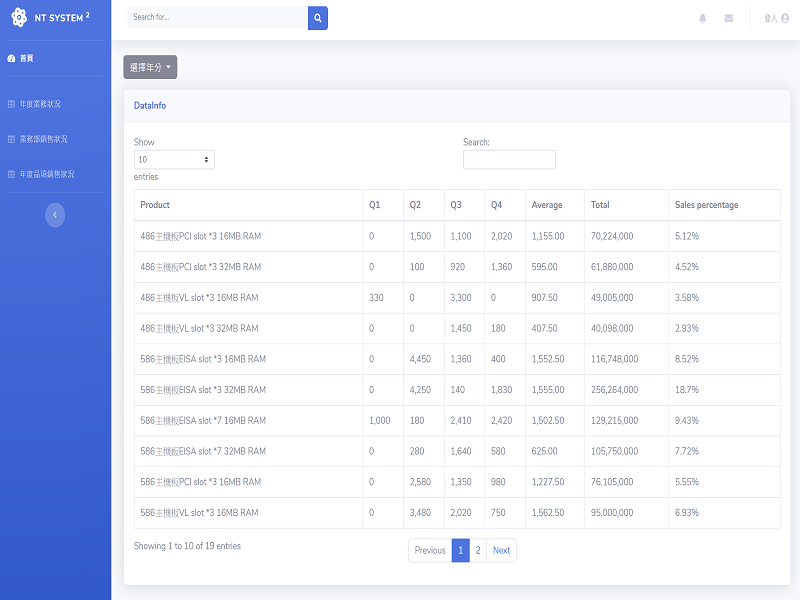 NT SYSTEM 2
Search for...
登入
首頁
年度業務狀況
業務部銷售狀況
年度品項銷售狀況
選擇年分
DataInfo
Show
10
entries
Search:
Product Q1 Q2 Q3 Q4 Average Total Sales percentage
486主機板PCI slot *3 16MB RAM 0 1,500 1,100 2,020 1,155.00 70,224,000 5.12%
486主機板PCI slot *3 32MB RAM 0 100 920 1,360 595.00 61,880,000 4.52%
486主機板VL slot *3 16MB RAM 330 0 3,300 0 907.50 49,005,000 3.58%
486主機板VL slot *3 32MB RAM 0 0 1,450 180 407.50 40,098,000 2.93%
586主機板EISA slot *3 16MB RAM 0 4,450 1,360 400 1,552.50 116,748,000 8.52%
586主機板EISA slot *3 32MB RAM 0 4,250 140 1,830 1,555.00 256,264,000 18.7%
586主機板EISA slot *7 16MB RAM 1,000 180 2,410 2,420 1,502.50 129,215,000 9.43%
586主機板EISA slot *7 32MB RAM 0 280 1,640 580 625.00 105,750,000 7.72%
586主機板PCI slot *3 16MB RAM 0 2,580 1,350 980 1,227.50 76,105,000 5.55%
586主機板VL slot *3 16MB RAM 0 3,480 2,020 750 1,562.50 95,000,000 6.93%
Showing 1 to 10 of 19 entries
Previous 1 2 Next